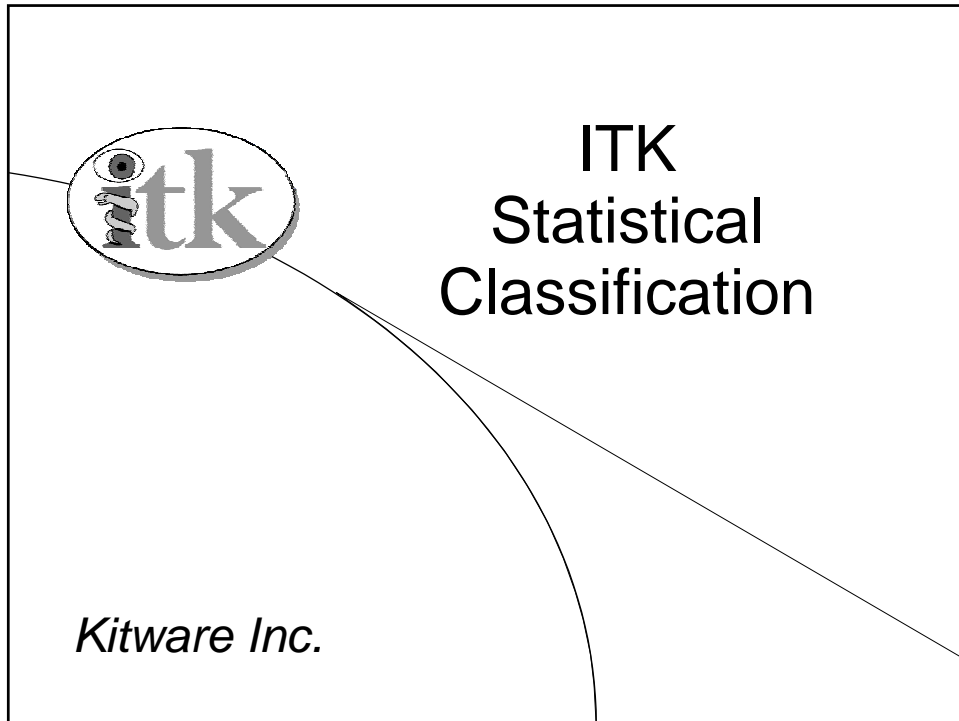 itk
ITK
Statistical
Classification
Kitware Inc.